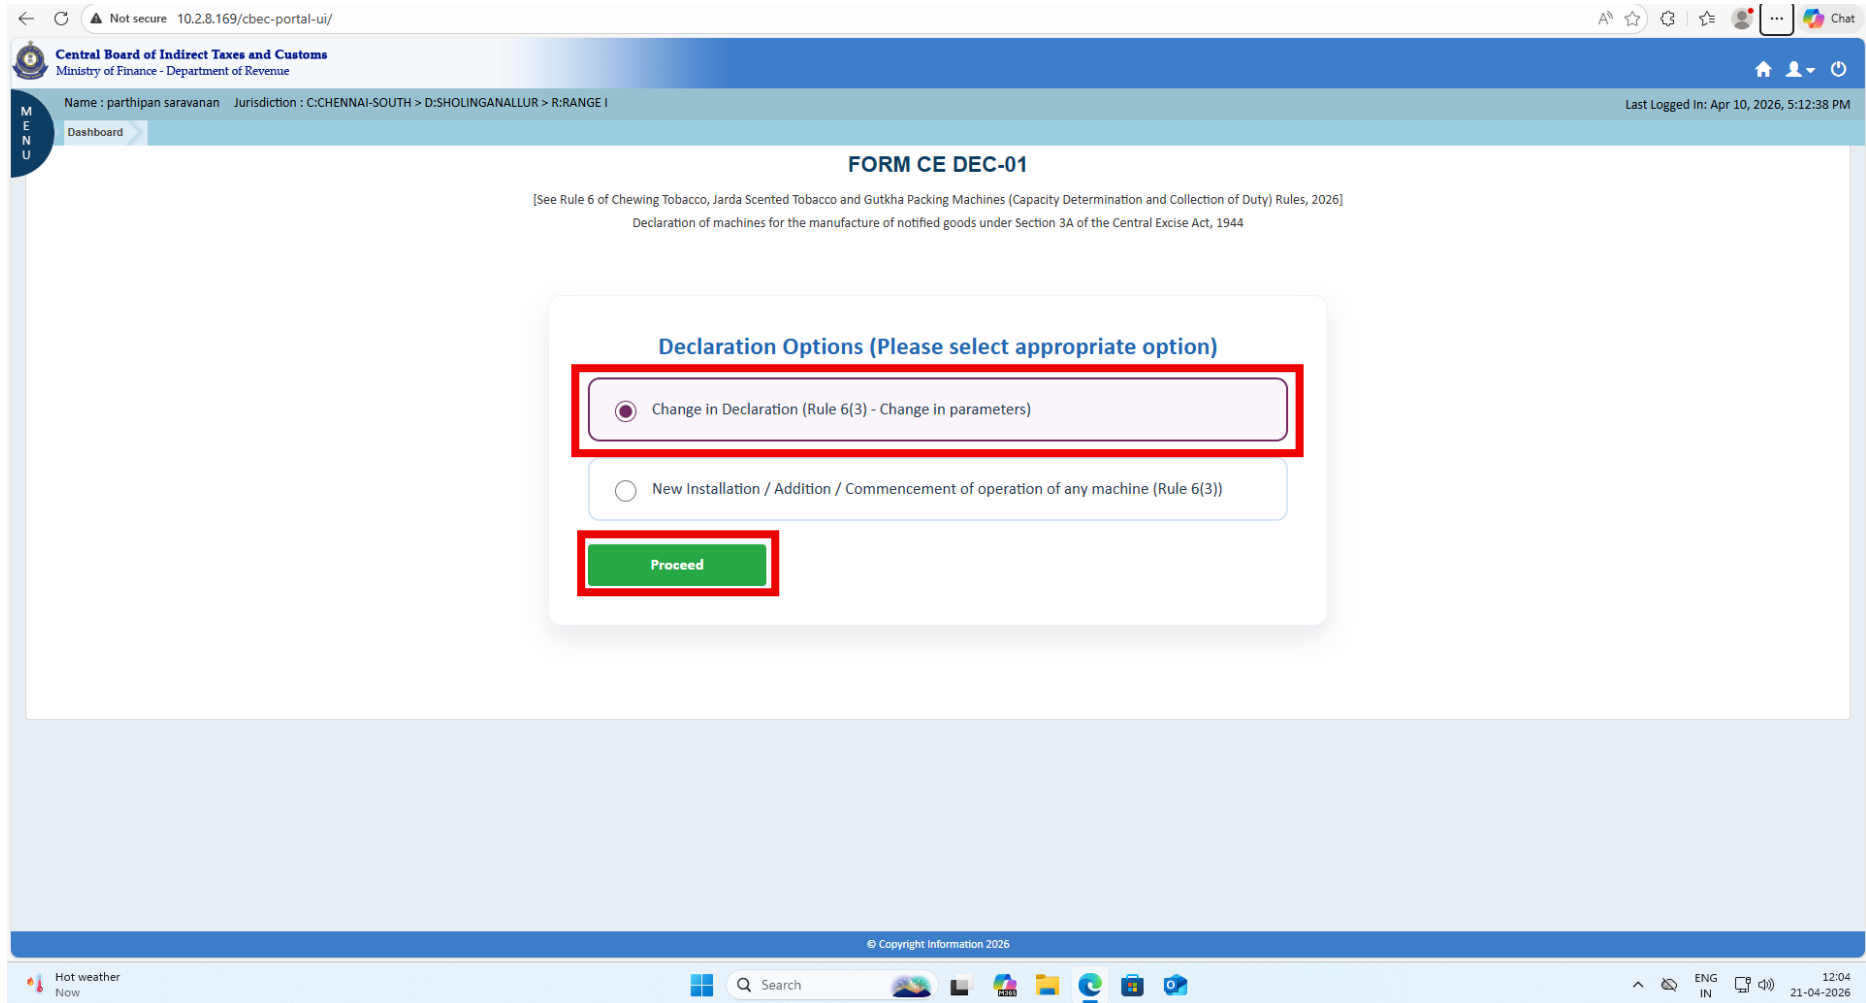 Not secure 10.2.8.169/cbec-portal-ui/
Chat
Central Board of Indirect Taxes and Customs
Ministry of Finance - Department of Revenue
MENU
Name : parthipan saravanan Jurisdiction : C:CHENNAI-SOUTH > D:SHOLINGANALLUR > R:RANGE I
Last Logged In: Apr 10, 2026, 5:12:38 PM
Dashboard
FORM CE DEC-01
[See Rule 6 of Chewing Tobacco, Jarda Scented Tobacco and Gutkha Packing Machines (Capacity Determination and Collection of Duty) Rules, 2026]
Declaration of machines for the manufacture of notified goods under Section 3A of the Central Excise Act, 1944
Declaration Options (Please select appropriate option)
Change in Declaration (Rule 6(3) - Change in parameters)
New Installation / Addition / Commencement of operation of any machine (Rule 6(3))
Proceed
© Copyright Information 2026
Hot weather
Now
Search
M365
ENG
IN
12:04
21-04-2026